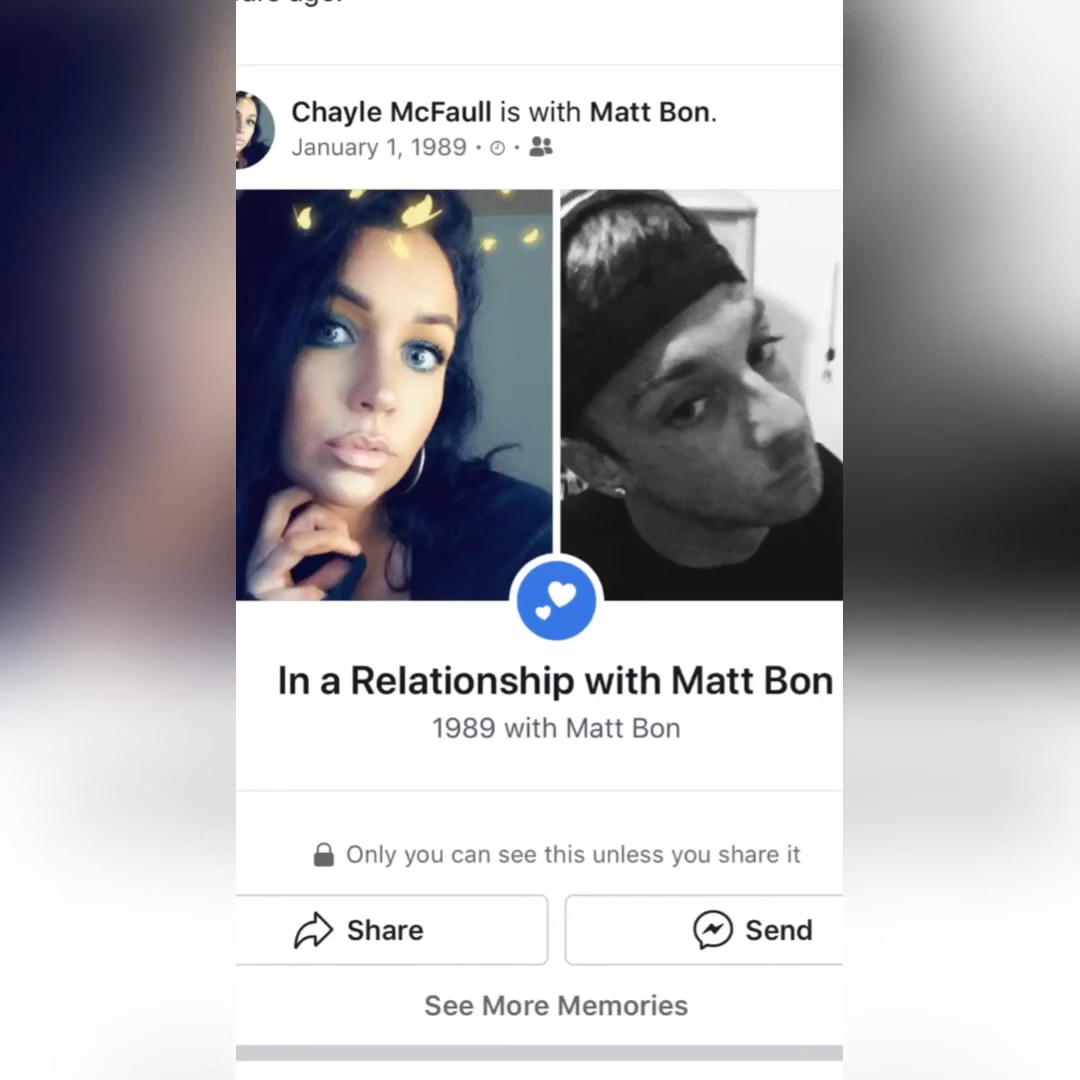 Chayle McFaull is with Matt Bon.
January 1, 1989 ·  ·
In a Relationship with Matt Bon
1989 with Matt Bon
Only you can see this unless you share it
Share
Send
See More Memories